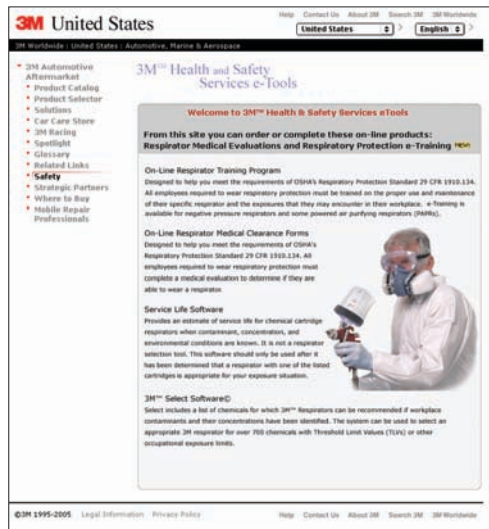 Help Contact Us About 3M Search 3M 3M Worldwide
3M United States
United States > English >
3M Worldwide : United States : Automotive, Marine & Aerospace
3M Automotive
Aftermarket
Product Catalog
Product Selector
Solutions
Car Care Store
3M Racing
Spotlight
Glossary
Related Links
Safety
Strategic Partners
Where to Buy
Mobile Repair
Professionals
3M™ Health and Safety
Services e-Tools
Welcome to 3M™ Health & Safety Services eTools
From this site you can order or complete these on-line products:
Respirator Medical Evaluations and Respiratory Protection e-Training NEW!
On-Line Respirator Training Program
Designed to help you meet the requirements of OSHA's Respiratory Protection Standard 29 CFR 1910.134.
All employees required to wear respiratory protection must be trained on the proper use and maintenance
of their specific respirator and the exposures that they may encounter in their workplace. e-Training is
available for negative pressure respirators and some powered air purifying respirators (PAPRs).
On-Line Respirator Medical Clearance Forms
Designed to help you meet the requirements of OSHA's
Respiratory Protection Standard 29 CFR 1910.134. All
employees required to wear respiratory protection must
complete a medical evaluation to determine if they are
able to wear a respirator.
Service Life Software
Provides an estimate of service life for chemical cartridge
respirators when contaminant, concentration, and
environmental conditions are known. It is not a respirator
selection tool. This software should only be used after it
has been determined that a respirator with one of the listed
cartridges is appropriate for your exposure situation.
3M™ Select Software©
Select includes a list of chemicals for which 3M™ Respirators can be recommended if workplace
contaminants and their concentrations have been identified. The system can be used to select an
appropriate 3M respirator for over 700 chemicals with Threshold Limit Values (TLVs) or other
occupational exposure limits.
©3M 1995-2005 Legal Information Privacy Policy Help Contact Us About 3M Search 3M 3M Worldwide